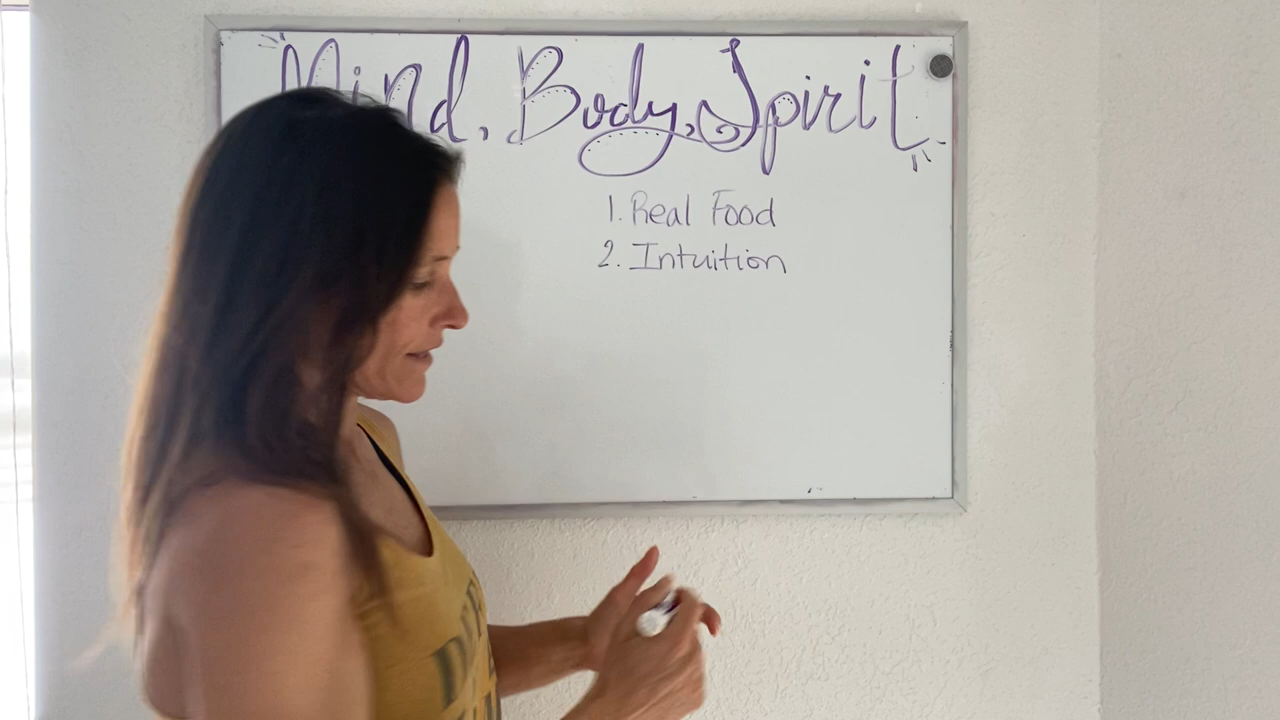 Mind, Body, Spirit
1. Real Food
2. Intuition